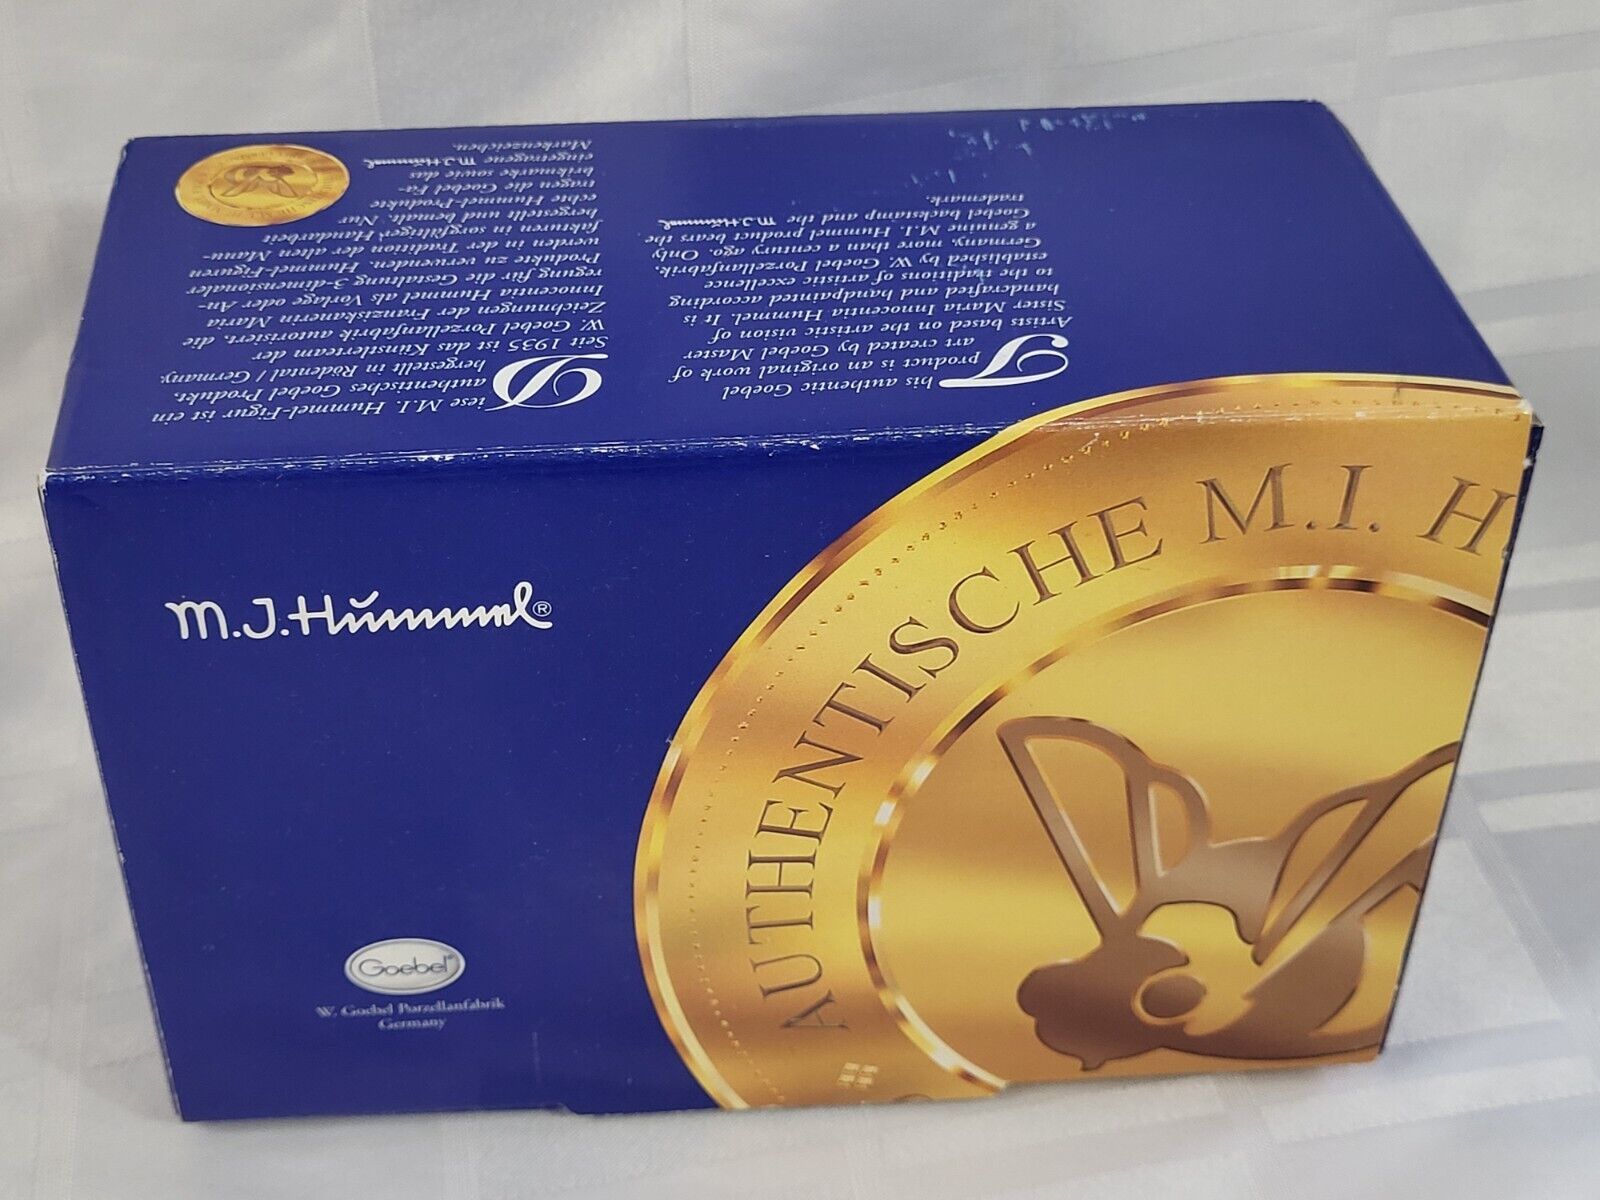 Diese M.I. Hummel-Figur ist ein
authentisches Goebel Produkt,
hergestellt in Rödental / Germany.
Seit 1935 ist das Künstlerteam der
W. Goebel Porzellanfabrik autorisiert, die
Zeichnungen der Franziskanerin Maria
Innocentia Hummel als Vorlage oder An-
regung für die Gestaltung 3-dimensionaler
Produkte zu verwenden. Hummel-Figuren
werden in der Tradition der alten Manu-
fakturen in sorgfältiger Handarbeit
hergestellt und bemalt. Nur
echte Hummel-Produkte
tragen die Goebel Fa-
brikmarke sowie das
eingetragene M.J.Hummel
Markenzeichen.
This authentic Goebel
product is an original work of
art created by Goebel Master
Artists based on the artistic vision of
Sister Maria Innocentia Hummel. It is
handcrafted and handpainted according
to the traditions of artistic excellence
established by W. Goebel Porzellanfabrik,
Germany, more than a century ago. Only
a genuine M.I. Hummel product bears the
Goebel backstamp and the M.J.Hummel
trademark.
M.J.Hummel®
AUTHENTISCHE M.I. H
Goebel®
W. Goebel Porzellanfabrik
Germany